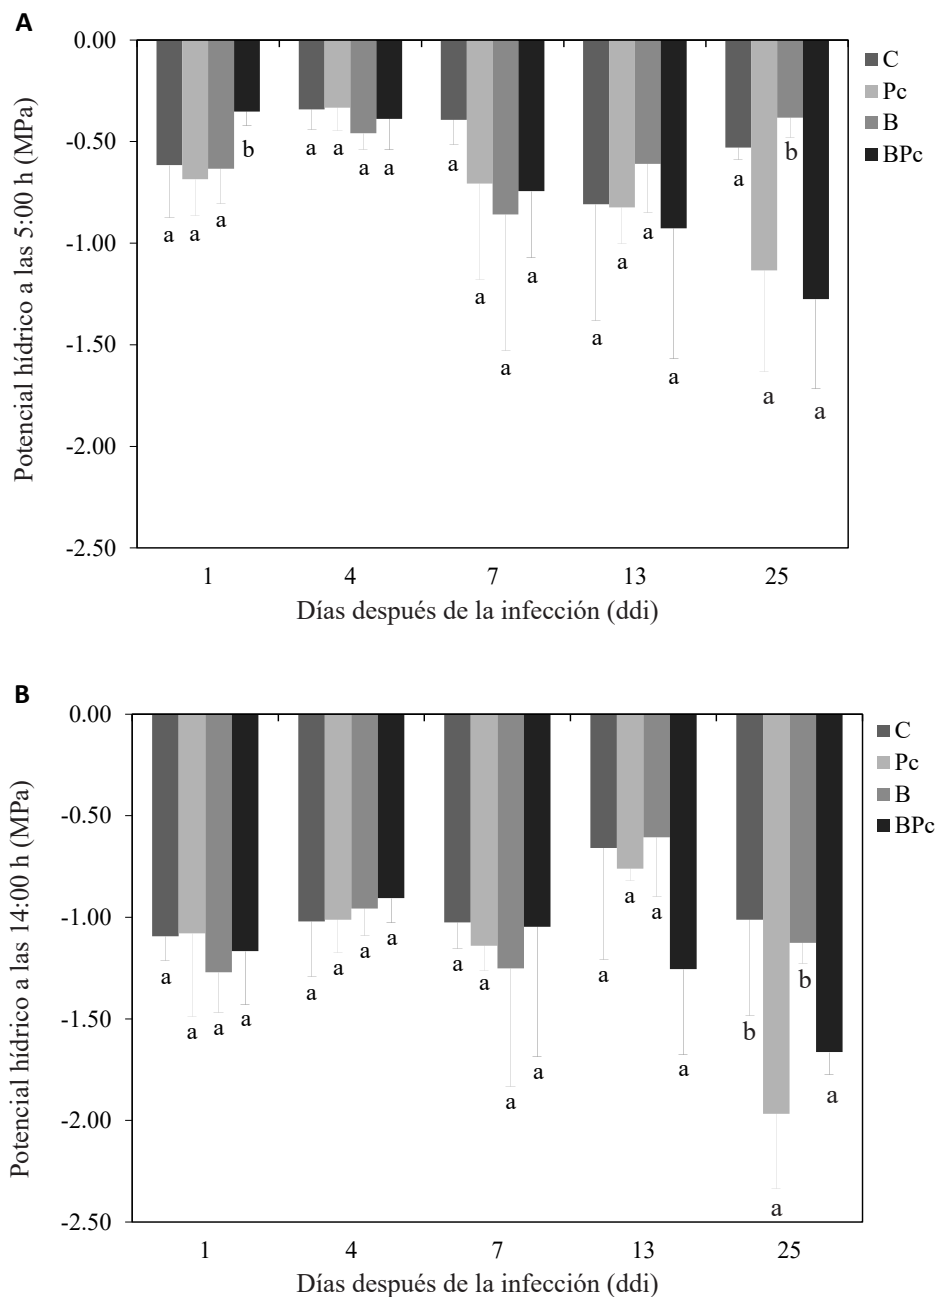 A
0.00
-0.50
-1.00
-1.50
-2.00
-2.50
Potencial hídrico a las 5:00 h (MPa)
a a a b
a a a a
a a a a
a a a a
a a b a
1 4 7 13 25
Días después de la infección (ddi)
C
Pc
B
BPc
B
0.00
-0.50
-1.00
-1.50
-2.00
-2.50
Potencial hídrico a las 14:00 h (MPa)
a a a a
a a a a
a a a a
a a a a
b a b a
1 4 7 13 25
Días después de la infección (ddi)
C
Pc
B
BPc